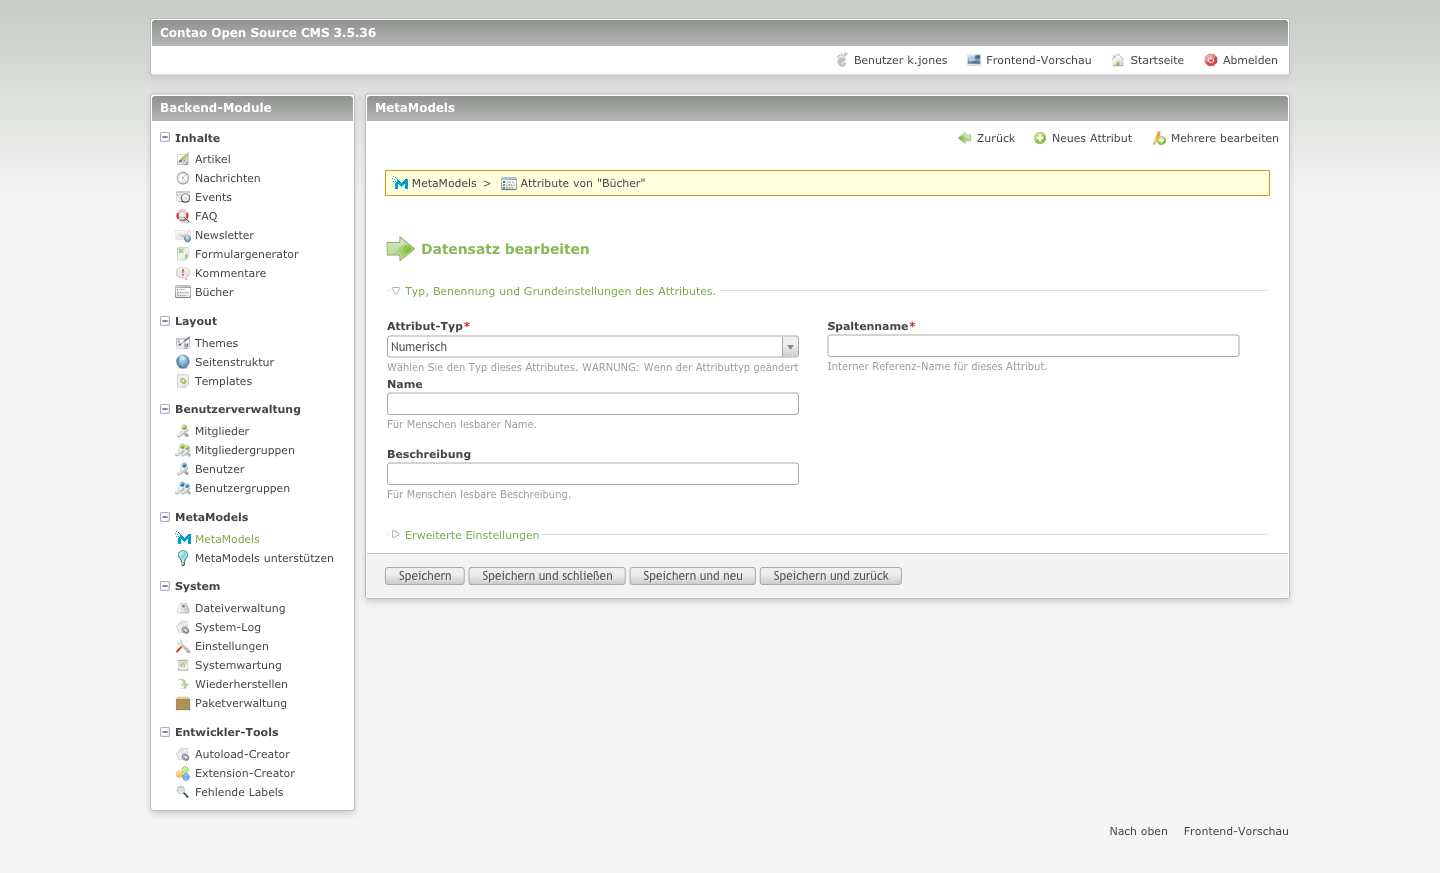 Contao Open Source CMS 3.5.36
Benutzer k.jones Frontend-Vorschau Startseite Abmelden
Backend-Module
Inhalte
Artikel
Nachrichten
Events
FAQ
Newsletter
Formulargenerator
Kommentare
Bücher
Layout
Themes
Seitenstruktur
Templates
Benutzerverwaltung
Mitglieder
Mitgliedergruppen
Benutzer
Benutzergruppen
MetaModels
MetaModels
MetaModels unterstützen
System
Dateiverwaltung
System-Log
Einstellungen
Systemwartung
Wiederherstellen
Paketverwaltung
Entwickler-Tools
Autoload-Creator
Extension-Creator
Fehlende Labels
MetaModels
Zurück Neues Attribut Mehrere bearbeiten
MetaModels > Attribute von "Bücher"
Datensatz bearbeiten
Typ, Benennung und Grundeinstellungen des Attributes.
Attribut-Typ*
Numerisch
Wählen Sie den Typ dieses Attributes. WARNUNG: Wenn der Attributtyp geändert
Spaltenname*
Interner Referenz-Name für dieses Attribut.
Name
Für Menschen lesbarer Name.
Beschreibung
Für Menschen lesbare Beschreibung.
Erweiterte Einstellungen
Speichern Speichern und schließen Speichern und neu Speichern und zurück
Nach oben Frontend-Vorschau